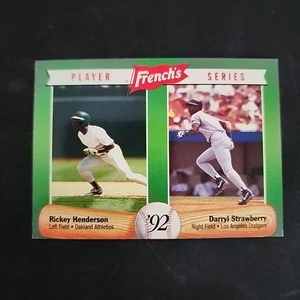 PLAYER French's SERIES
Rickey Henderson
Left Field • Oakland Athletics
'92
Darryl Strawberry
Right Field • Los Angeles Dodgers